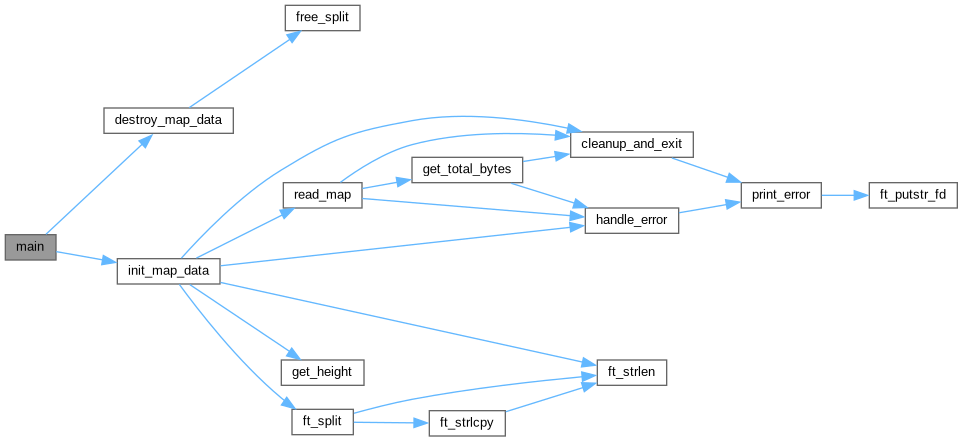 free_split
destroy_map_data
cleanup_and_exit
get_total_bytes
read_map
print_error
ft_putstr_fd
handle_error
main
init_map_data
get_height
ft_strlen
ft_split
ft_strlcpy